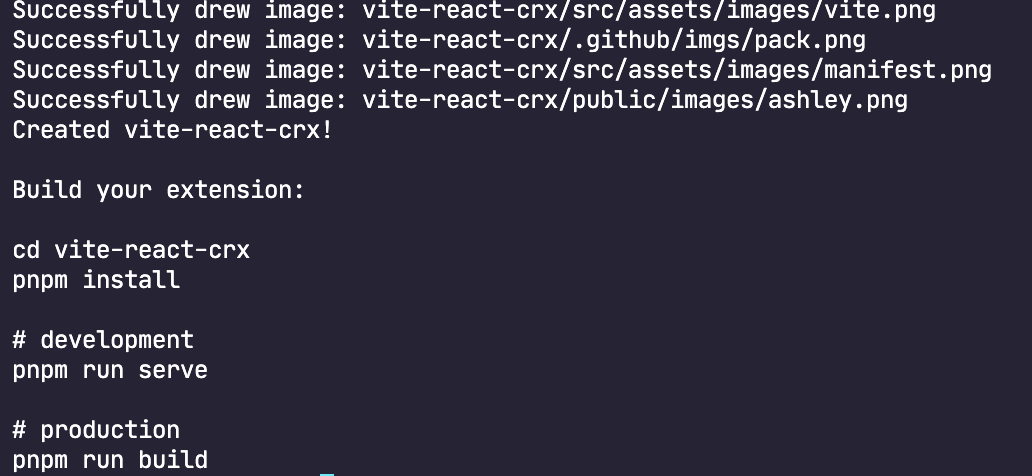 Successfully drew image: vite-react-crx/src/assets/images/vite.png
Successfully drew image: vite-react-crx/.github/imgs/pack.png
Successfully drew image: vite-react-crx/src/assets/images/manifest.png
Successfully drew image: vite-react-crx/public/images/ashley.png
Created vite-react-crx!
Build your extension:
cd vite-react-crx
pnpm install
# development
pnpm run serve
# production
pnpm run build